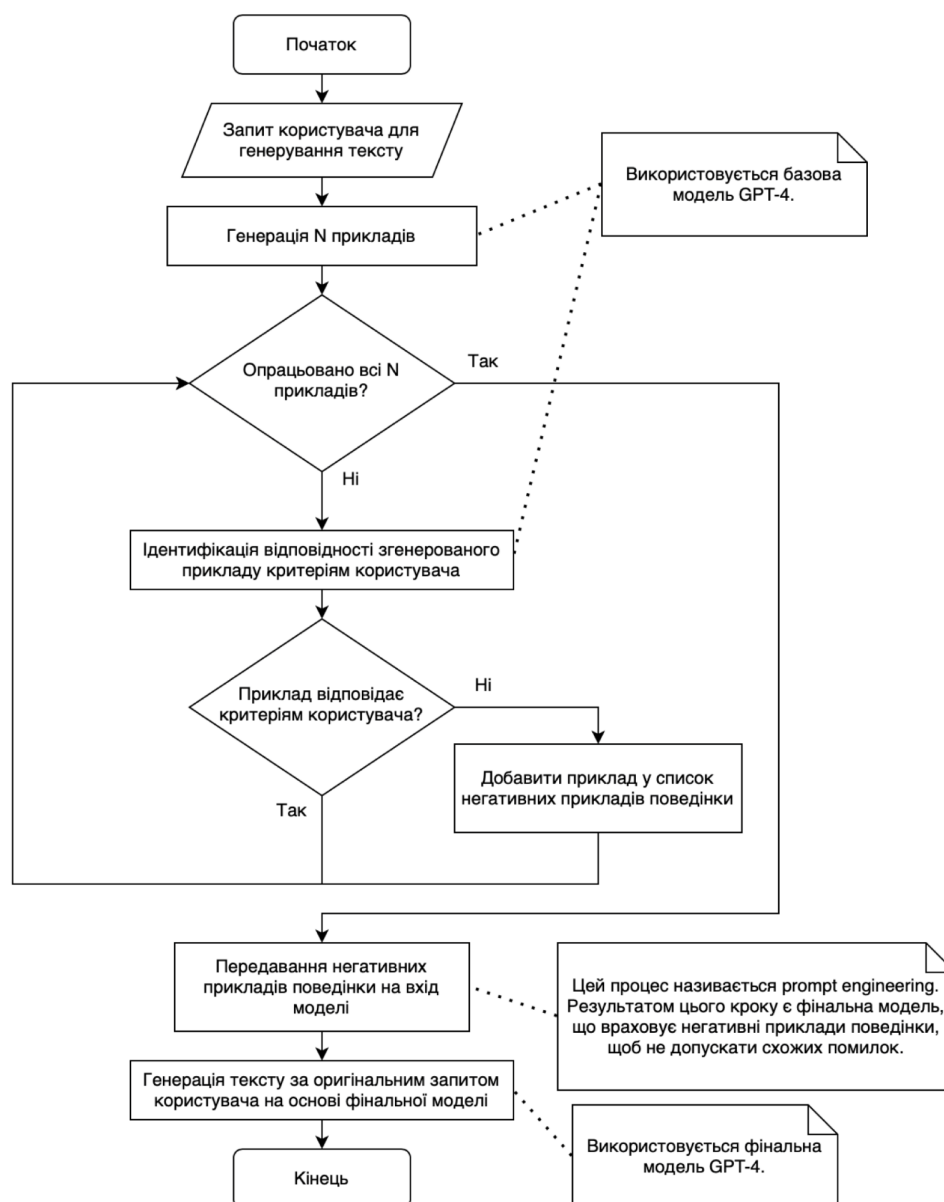 Початок
Запит користувача для
генерування тексту
Використовується базова
модель GPT-4.
Генерація N прикладів
Опрацьовано всі N
прикладів?
Так
Ні
Ідентифікація відповідності згенерованого
прикладу критеріям користувача
Приклад відповідає
критеріям користувача?
Ні
Добавити приклад у список
негативних прикладів поведінки
Так
Передавання негативних
прикладів поведінки на вхід
моделі
Цей процес називається prompt engineering.
Результатом цього кроку є фінальна модель,
що враховує негативні приклади поведінки,
щоб не допускати схожих помилок.
Генерація тексту за оригінальним запитом
користувача на основі фінальної моделі
Використовується фінальна
модель GPT-4.
Кінець